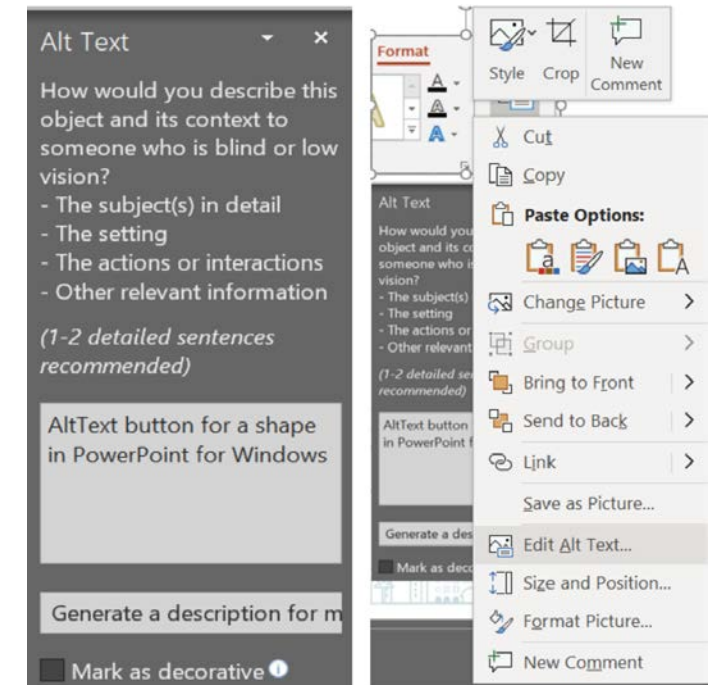 Alt Text
How would you describe this
object and its context to
someone who is blind or low
vision?
- The subject(s) in detail
- The setting
- The actions or interactions
- Other relevant information
(1-2 detailed sentences
recommended)
AltText button for a shape
in PowerPoint for Windows
Generate a description for m
Mark as decorative
Format
Style
Crop
New
Comment
Alt Text
How would you
object and its
someone who i
vision?
- The subject(s)
- The setting
- The actions or
- Other relevant
(1-2 detailed
recommended)
AltText button
in PowerPoint
Generate a des
Mark as deco
Cut
Copy
Paste Options:
Change Picture
Group
Bring to Front
Send to Back
Link
Save as Picture...
Edit Alt Text...
Size and Position...
Format Picture...
New Comment